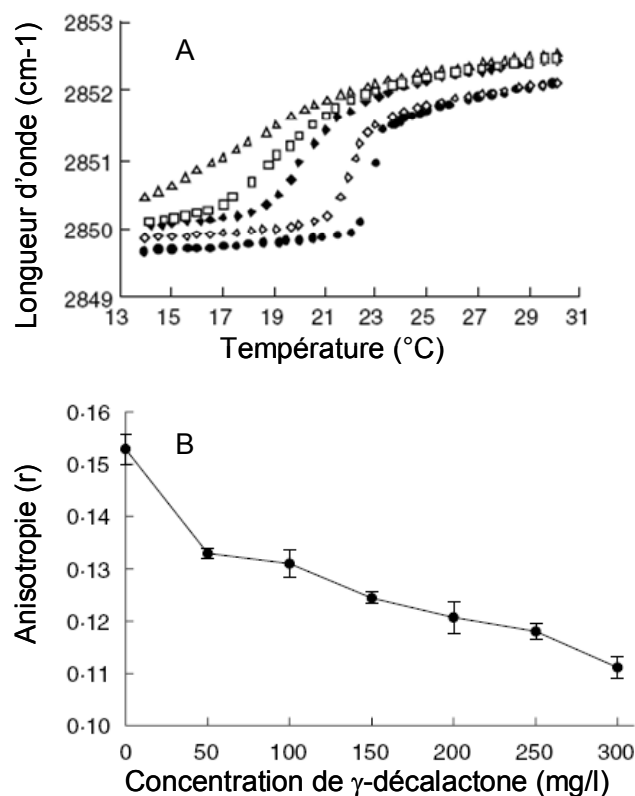 A
Longueur d'onde (cm-1)
2853
2852
2851
2850
2849
13 15 17 19 21 23 25 27 29 31
Température (°C)
B
Anisotropie (r)
0·16
0·15
0·14
0·13
0·12
0·11
0·10
0 50 100 150 200 250 300
Concentration de γ-décalactone (mg/l)